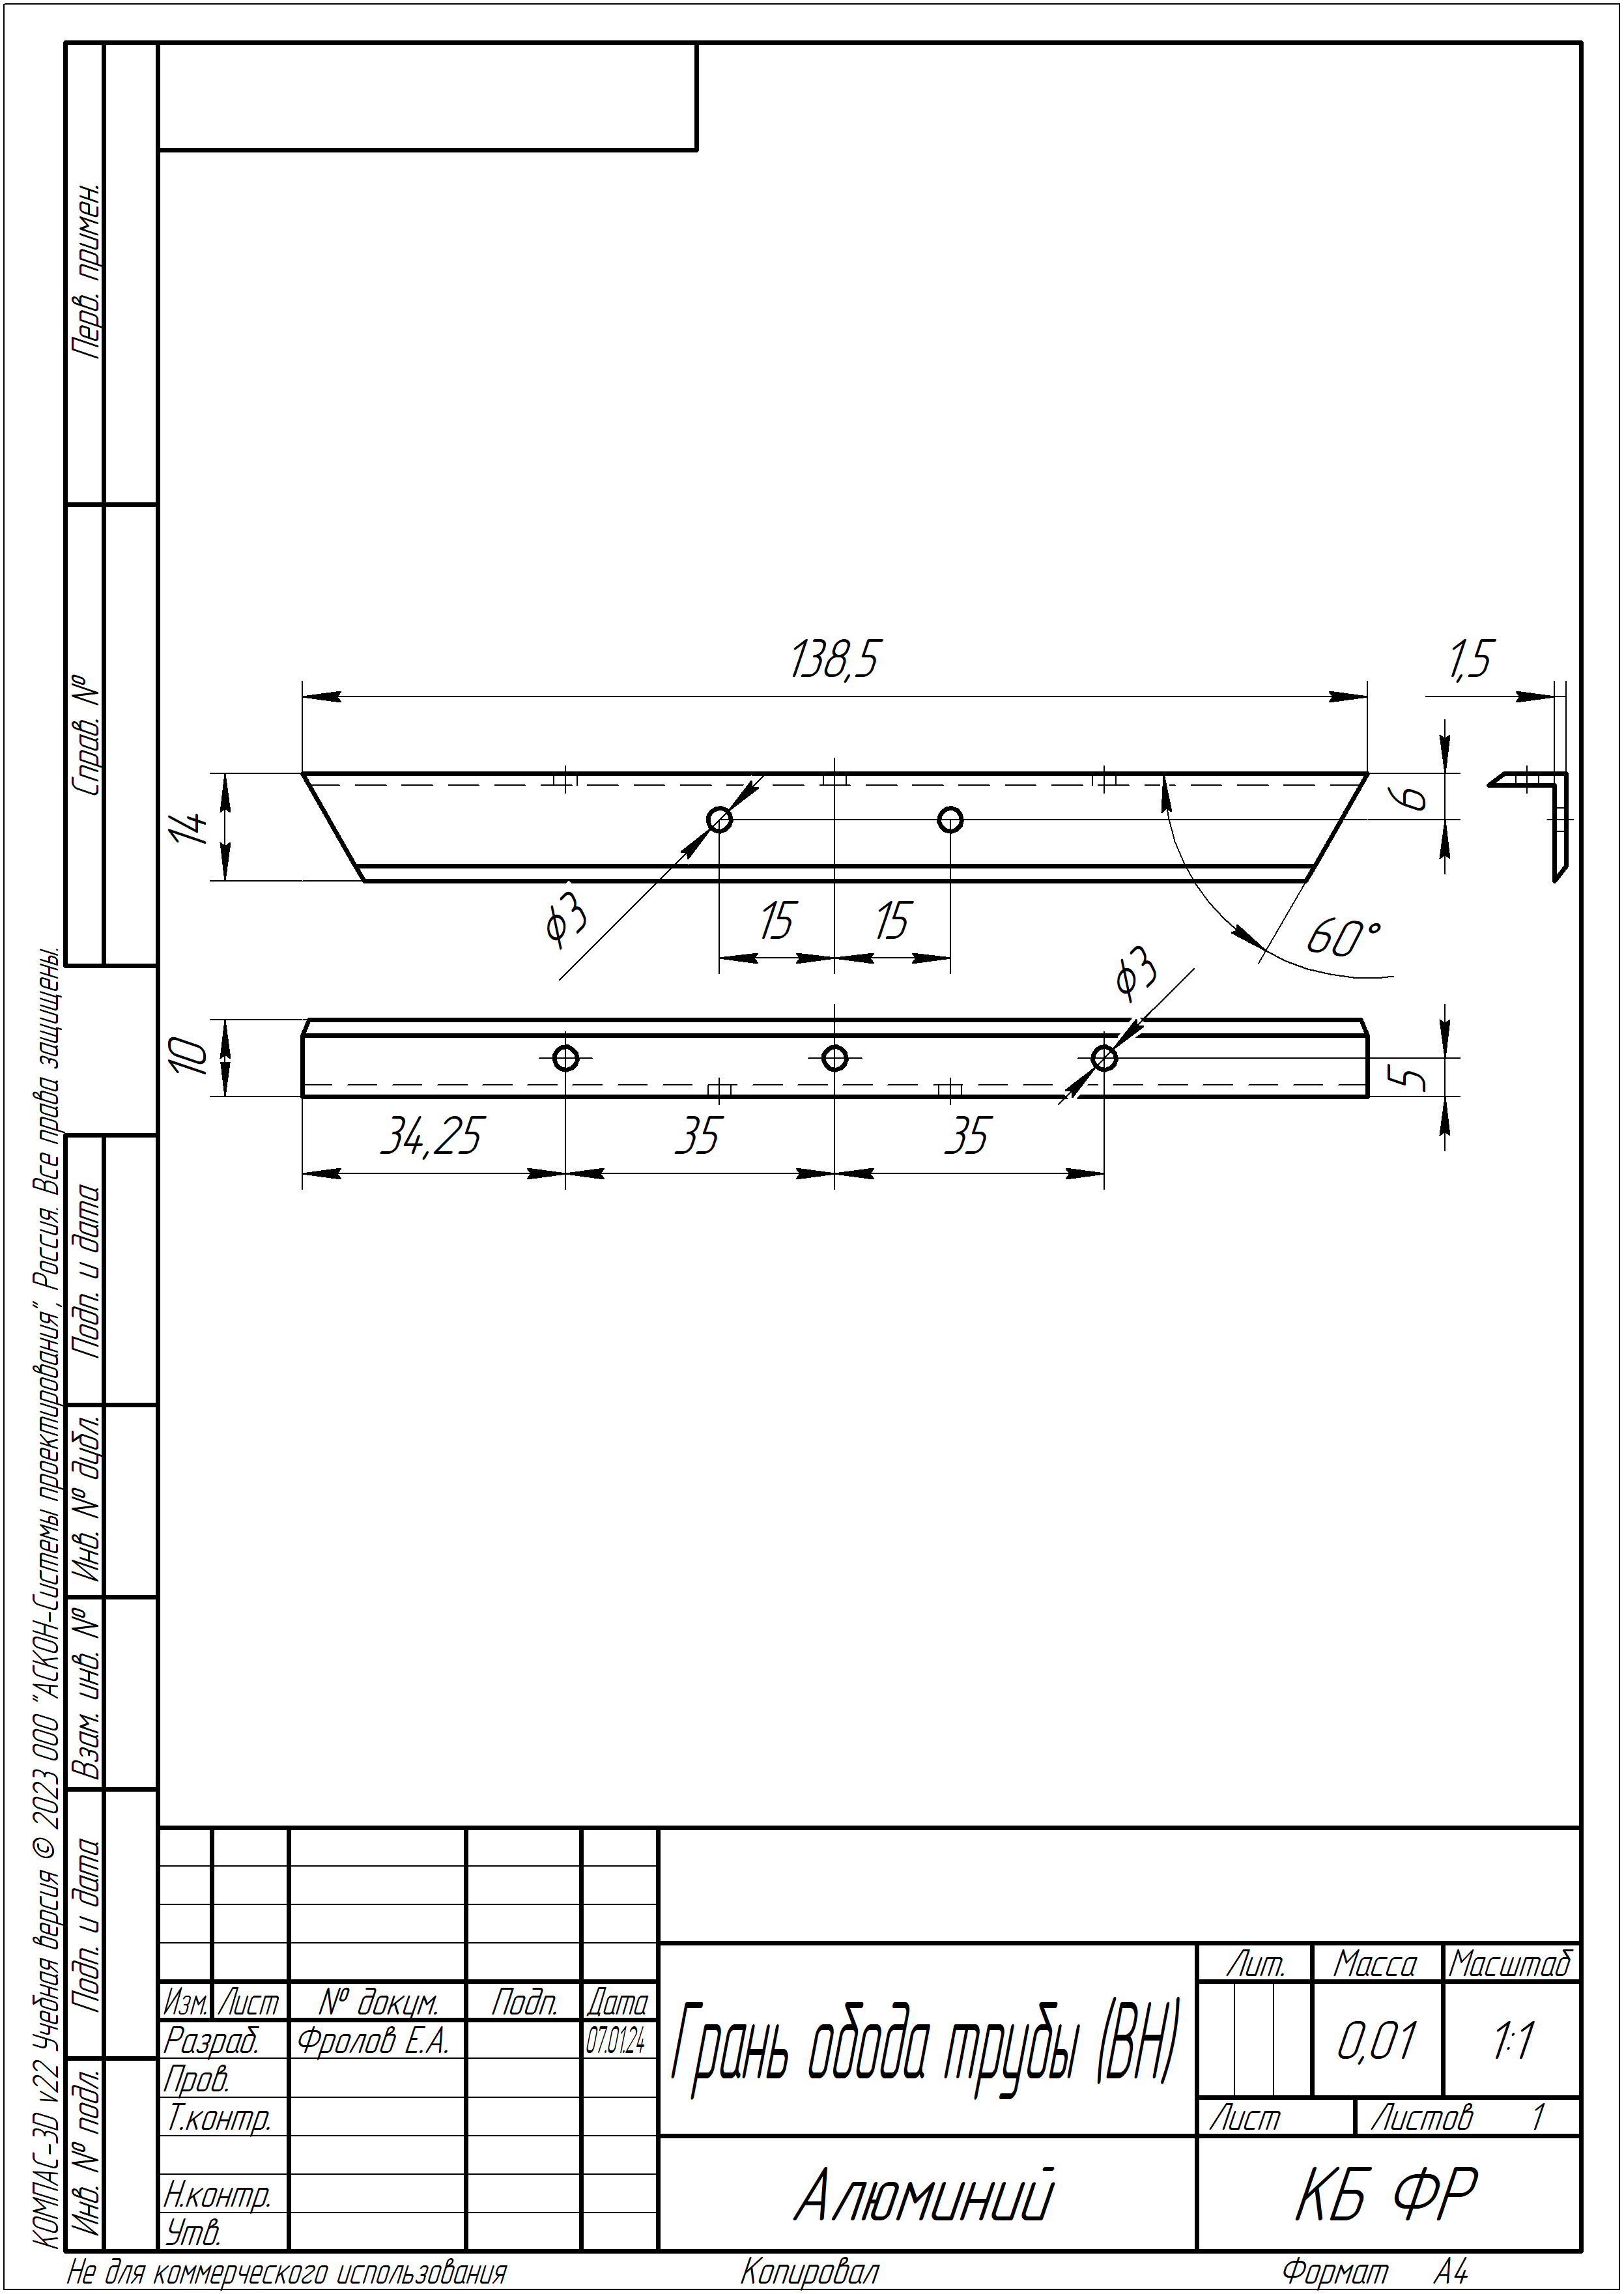 Перв. примен.
Справ. №
Подп. и дата
Инв. № дубл.
Взам. инв. №
Подп. и дата
Инв. № подл.
КОМПАС-3D v22 Учебная версия © 2023 ООО "АСКОН-Системы проектирования", Россия. Все права защищены.
138,5
1,5
14
6
ϕ3
15
15
60°
ϕ3
10
5
34,25
35
35
Изм. Лист № докум. Подп. Дата
Разраб. Фролов Е.А. 07.01.24
Пров.
Т.контр.
Н.контр.
Утв.
Грань обода трубы (ВН)
Лит. Масса Масштаб
0,01 1:1
Лист Листов 1
Алюминий
КБ ФР
Не для коммерческого использования
Копировал
Формат А4